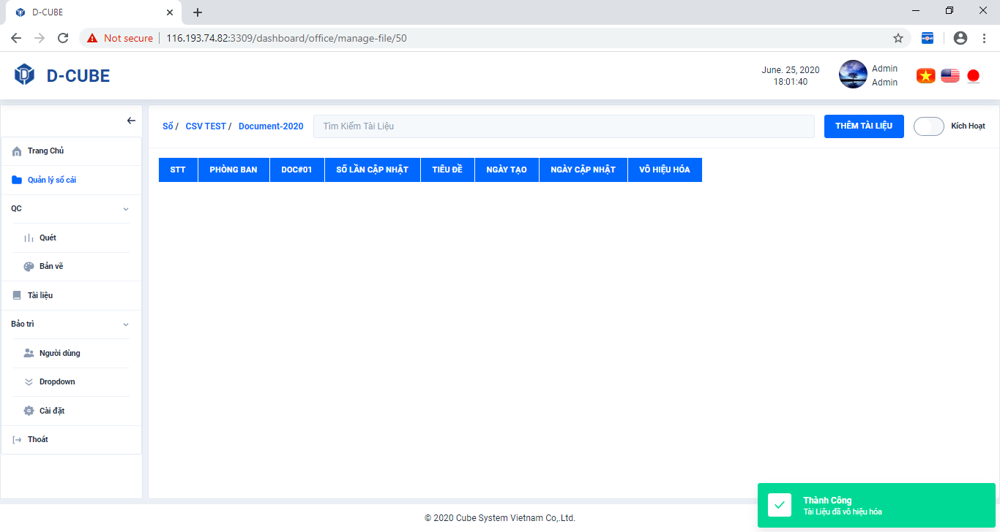 D-CUBE
Not secure
116.193.74.82:3309/dashboard/office/manage-file/50
D-CUBE
June. 25, 2020
18:01:40
Admin
Admin
Sổ / CSV TEST / Document-2020
Tìm Kiếm Tài Liệu
THÊM TÀI LIỆU
Kích Hoạt
Trang Chủ
Quản lý sổ cái
QC
Quét
Bản vẽ
Tài liệu
Bảo trì
Người dùng
Dropdown
Cài đặt
Thoát
STT PHÒNG BAN DOC#01 SỐ LẦN CẬP NHẬT TIÊU ĐỀ NGÀY TẠO NGÀY CẬP NHẬT VÔ HIỆU HÓA
Thành Công
Tài Liệu đã vô hiệu hóa
© 2020 Cube System Vietnam Co,.Ltd.